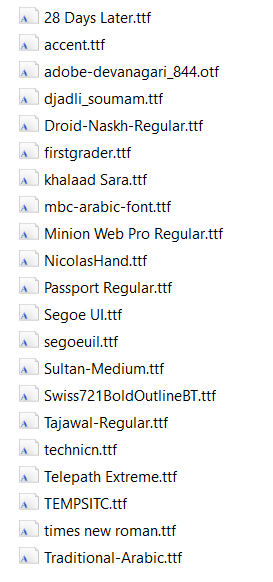 28 Days Later.ttf
accent.ttf
adobe-devanagari_844.otf
djadli_soumam.ttf
Droid-Naskh-Regular.ttf
firstgrader.ttf
khalaad Sara.ttf
mbc-arabic-font.ttf
Minion Web Pro Regular.ttf
NicolasHand.ttf
Passport Regular.ttf
Segoe UI.ttf
segoeuil.ttf
Sultan-Medium.ttf
Swiss721BoldOutlineBT.ttf
Tajawal-Regular.ttf
technicn.ttf
Telepath Extreme.ttf
TEMPSITC.ttf
times new roman.ttf
Traditional-Arabic.ttf